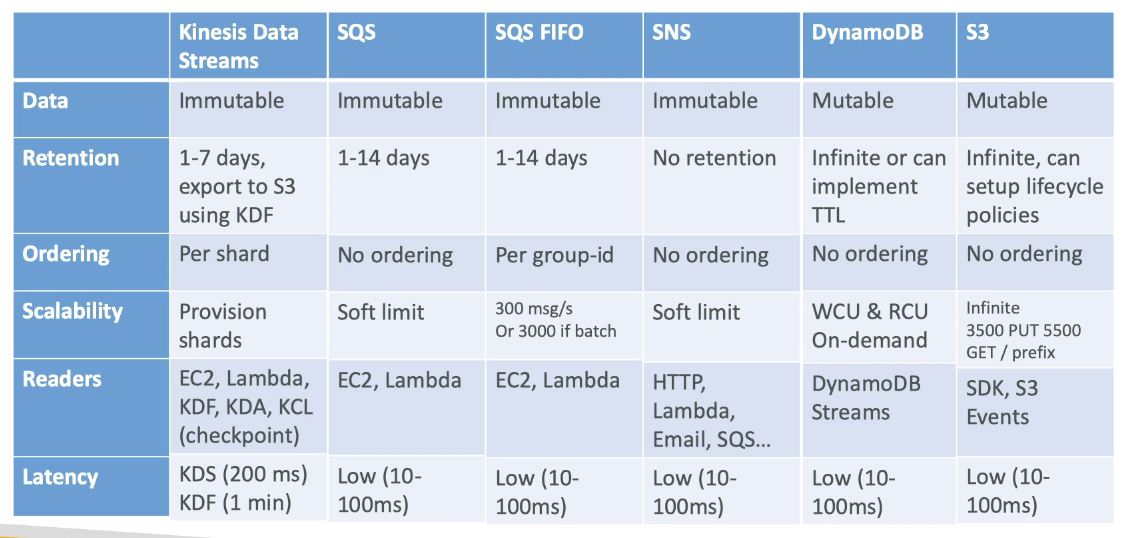 Kinesis Data
Streams
SQS
SQS FIFO
SNS
DynamoDB
S3
Data
Immutable
Immutable
Immutable
Immutable
Mutable
Mutable
Retention
1-7 days,
export to S3
using KDF
1-14 days
1-14 days
No retention
Infinite or can
implement
TTL
Infinite, can
setup lifecycle
policies
Ordering
Per shard
No ordering
Per group-id
No ordering
No ordering
No ordering
Scalability
Provision
shards
Soft limit
300 msg/s
Or 3000 if batch
Soft limit
WCU & RCU
On-demand
Infinite
3500 PUT 5500
GET / prefix
Readers
EC2, Lambda,
KDF, KDA, KCL
(checkpoint)
EC2, Lambda
EC2, Lambda
HTTP,
Lambda,
Email, SQS...
DynamoDB
Streams
SDK, S3
Events
Latency
KDS (200 ms)
KDF (1 min)
Low (10-
100ms)
Low (10-
100ms)
Low (10-
100ms)
Low (10-
100ms)
Low (10-
100ms)